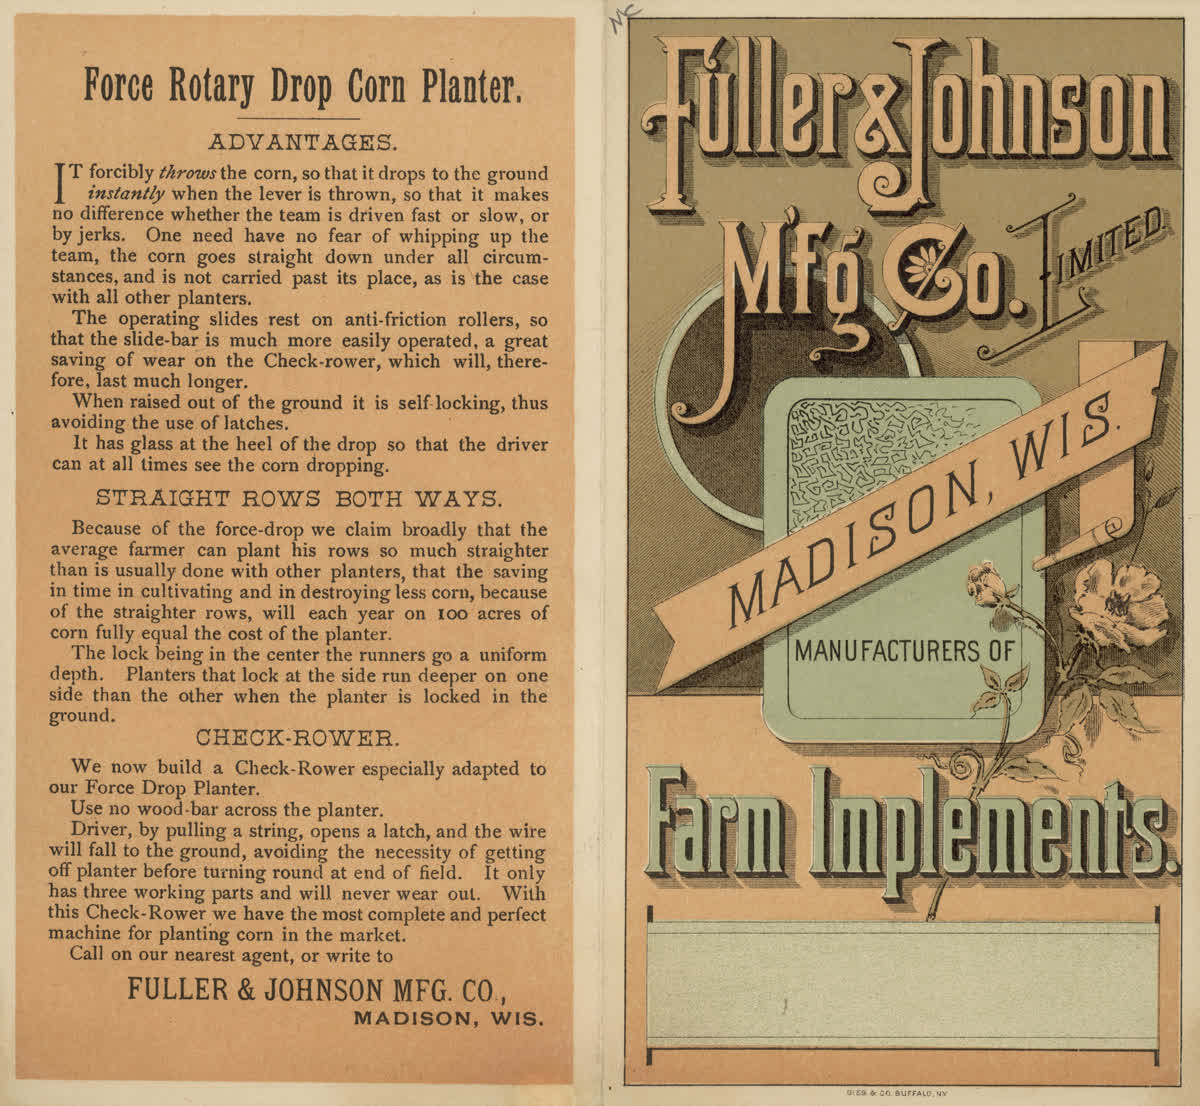 Force Rotary Drop Corn Planter.
ADVANTAGES.
IT forcibly throws the corn, so that it drops to the ground
instantly when the lever is thrown, so that it makes
no difference whether the team is driven fast or slow, or
by jerks. One need have no fear of whipping up the
team, the corn goes straight down under all circum-
stances, and is not carried past its place, as is the case
with all other planters.
The operating slides rest on anti-friction rollers, so
that the slide-bar is much more easily operated, a great
saving of wear on the Check-rower, which will, there-
fore, last much longer.
When raised out of the ground it is self-locking, thus
avoiding the use of latches.
It has glass at the heel of the drop so that the driver
can at all times see the corn dropping.
STRAIGHT ROWS BOTH WAYS.
Because of the force-drop we claim broadly that the
average farmer can plant his rows so much straighter
than is usually done with other planters, that the saving
in time in cultivating and in destroying less corn, because
of the straighter rows, will each year on 100 acres of
corn fully equal the cost of the planter.
The lock being in the center the runners go a uniform
depth. Planters that lock at the side run deeper on one
side than the other when the planter is locked in the
ground.
CHECK-ROWER.
We now build a Check-Rower especially adapted to
our Force Drop Planter.
Use no wood-bar across the planter.
Driver, by pulling a string, opens a latch, and the wire
will fall to the ground, avoiding the necessity of getting
off planter before turning round at end of field. It only
has three working parts and will never wear out. With
this Check-Rower we have the most complete and perfect
machine for planting corn in the market.
Call on our nearest agent, or write to
FULLER & JOHNSON MFG. CO.,
MADISON, WIS.
Mc
Fuller & Johnson
M'f'g Co. LIMITED.
MADISON, WIS.
MANUFACTURERS OF
Farm Implements.
GIES & CO. BUFFALO, NY